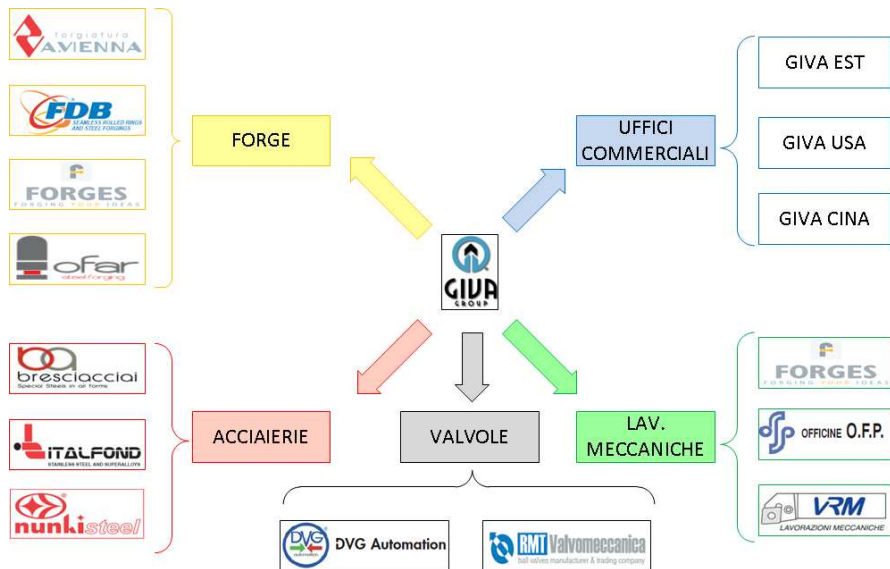 forgiatura
AVIENNA
FDB
SEAMLESS ROLLED RINGS
AND STEEL FORGINGS
FORGES
FORGING YOUR IDEAS
ofar
steel forging
FORGE
UFFICI
COMMERCIALI
GIVA EST
GIVA USA
GIVA CINA
GIVA
GROUP
bresciacciai
Special Steels in all forms
ITALFOND
STAINLESS STEEL AND SUPERALLOYS
nunkisteel
ACCIAIERIE
VALVOLE
LAV.
MECCANICHE
FORGES
FORGING YOUR IDEAS
OFFICINE O.F.P.
VRM
LAVORAZIONI MECCANICHE
DVG
automation
DVG Automation
RMT Valvomeccanica
ball valves manufacturer & trading company